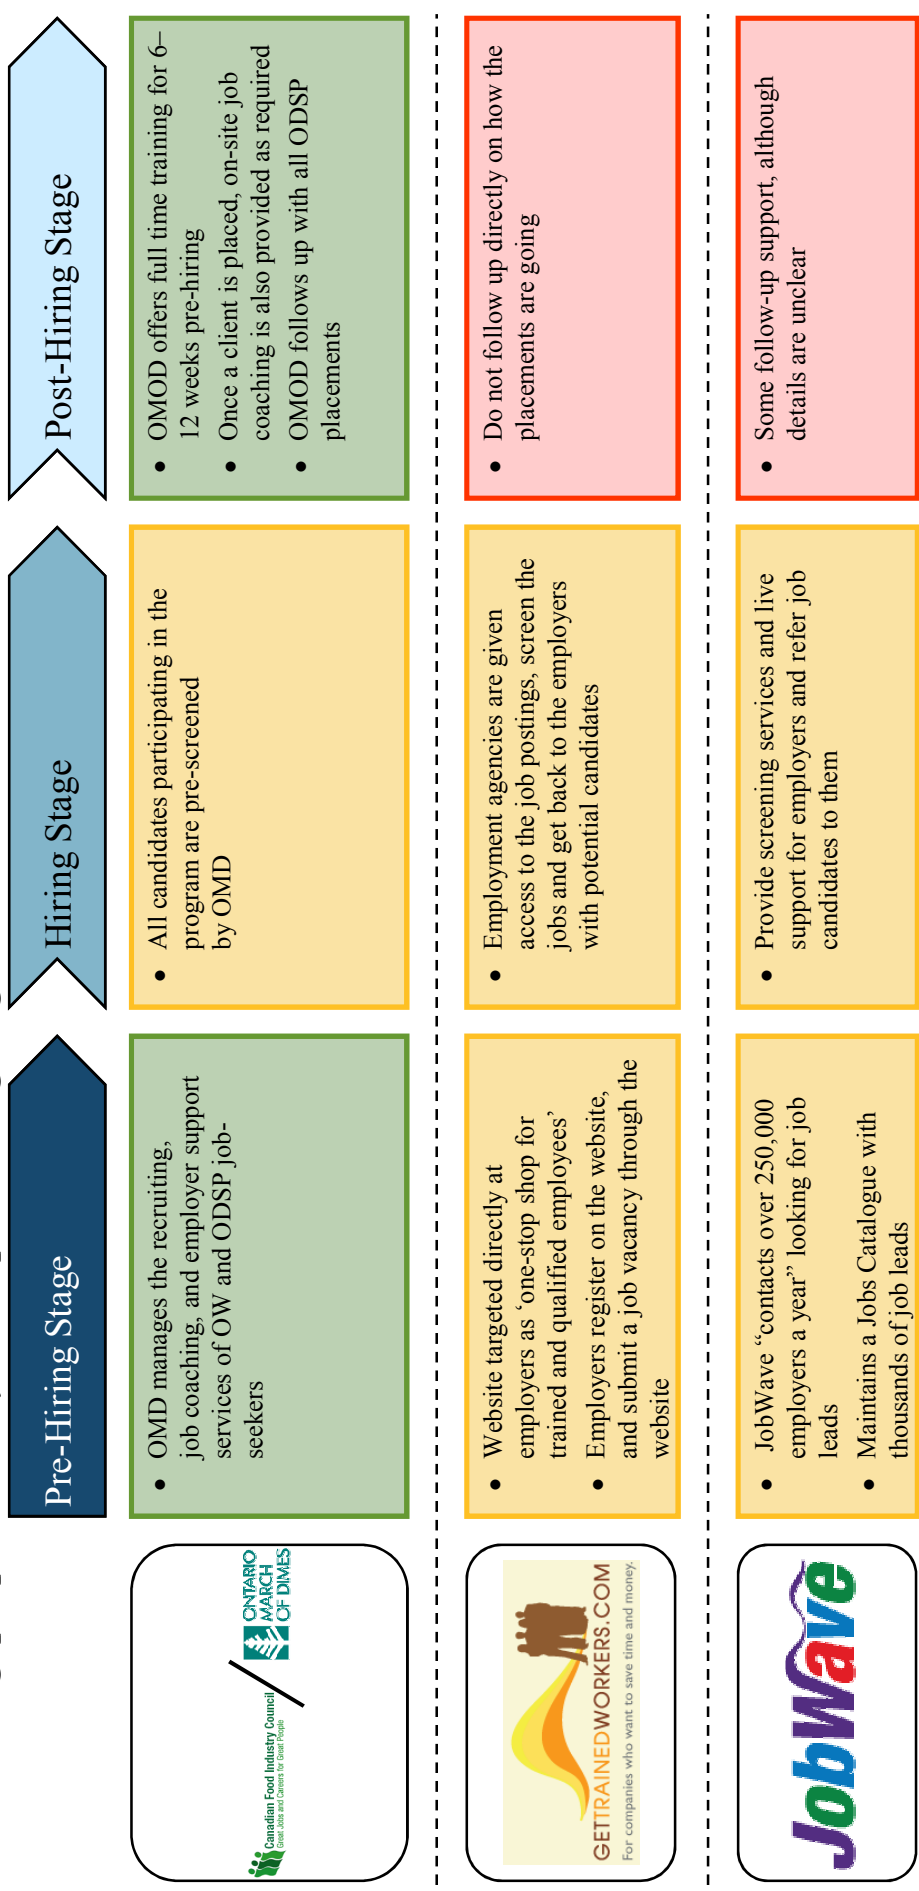 Pre-Hiring Stage
Hiring Stage
Post-Hiring Stage
Canadian Food Industry Council
Great Jobs and Careers for Great People
ONTARIO
MARCH
OF DIMES
• OMD manages the recruiting,
job coaching, and employer support
services of OW and ODSP job-
seekers
• All candidates participating in the
program are pre-screened
by OMD
• OMOD offers full time training for 6–
12 weeks pre-hiring
• Once a client is placed, on-site job
coaching is also provided as required
• OMOD follows up with all ODSP
placements
GETTRAINEDWORKERS.COM
For companies who want to save time and money.
• Website targeted directly at
employers as ‘one-stop shop for
trained and qualified employees’
• Employers register on the website,
and submit a job vacancy through the
website
• Employment agencies are given
access to the job postings, screen the
jobs and get back to the employers
with potential candidates
• Do not follow up directly on how the
placements are going
JobWave
• JobWave “contacts over 250,000
employers a year” looking for job
leads
• Maintains a Jobs Catalogue with
thousands of job leads
• Provide screening services and live
support for employers and refer job
candidates to them
• Some follow-up support, although
details are unclear